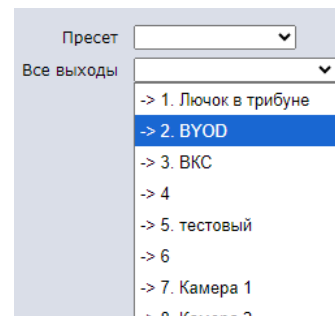 Пресет
Все выходы
-> 1. Лючок в трибуне
-> 2. BYOD
-> 3. ВКС
-> 4
-> 5. тестовый
-> 6
-> 7. Камера 1